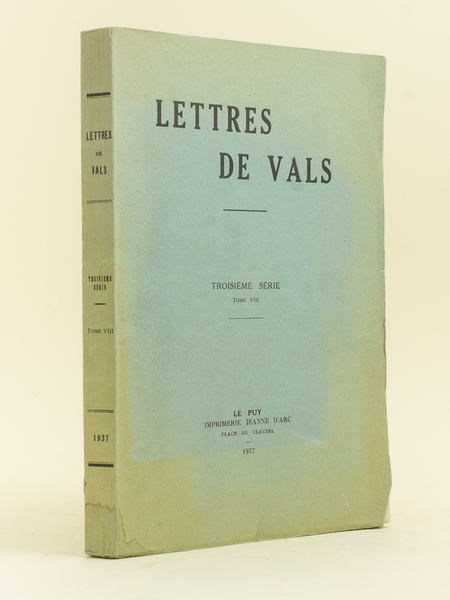 LETTRES
DE
VALS
TROISIÈME
SÉRIE
TOME VIII
1937
LETTRES
DE VALS
TROISIÈME SÉRIE
TOME VIII
LE PUY
IMPRIMERIE JEANNE D'ARC
PLACE DE CLAUZEL
1937